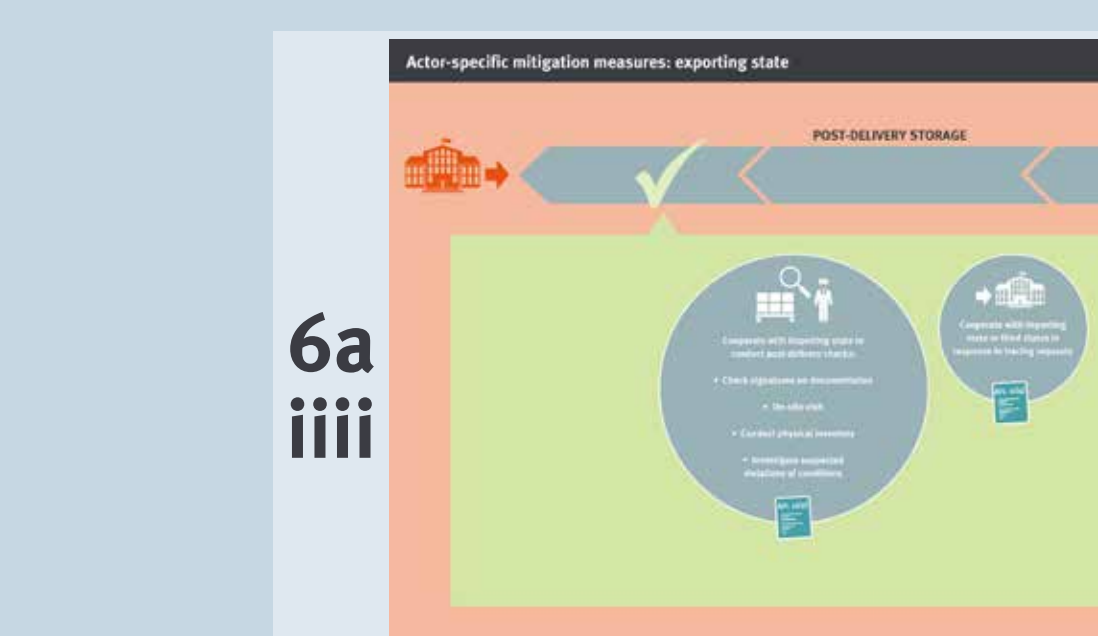 Actor-specific mitigation measures: exporting state
POST-DELIVERY STORAGE
6a
iiii
Cooperate with importing state to
conduct post-delivery checks:
• Check signatures on documentation
• On-site visit
• Conduct physical inventory
• Investigate suspected
violations of conditions
Cooperate with importing
state or third states in
response to tracing requests